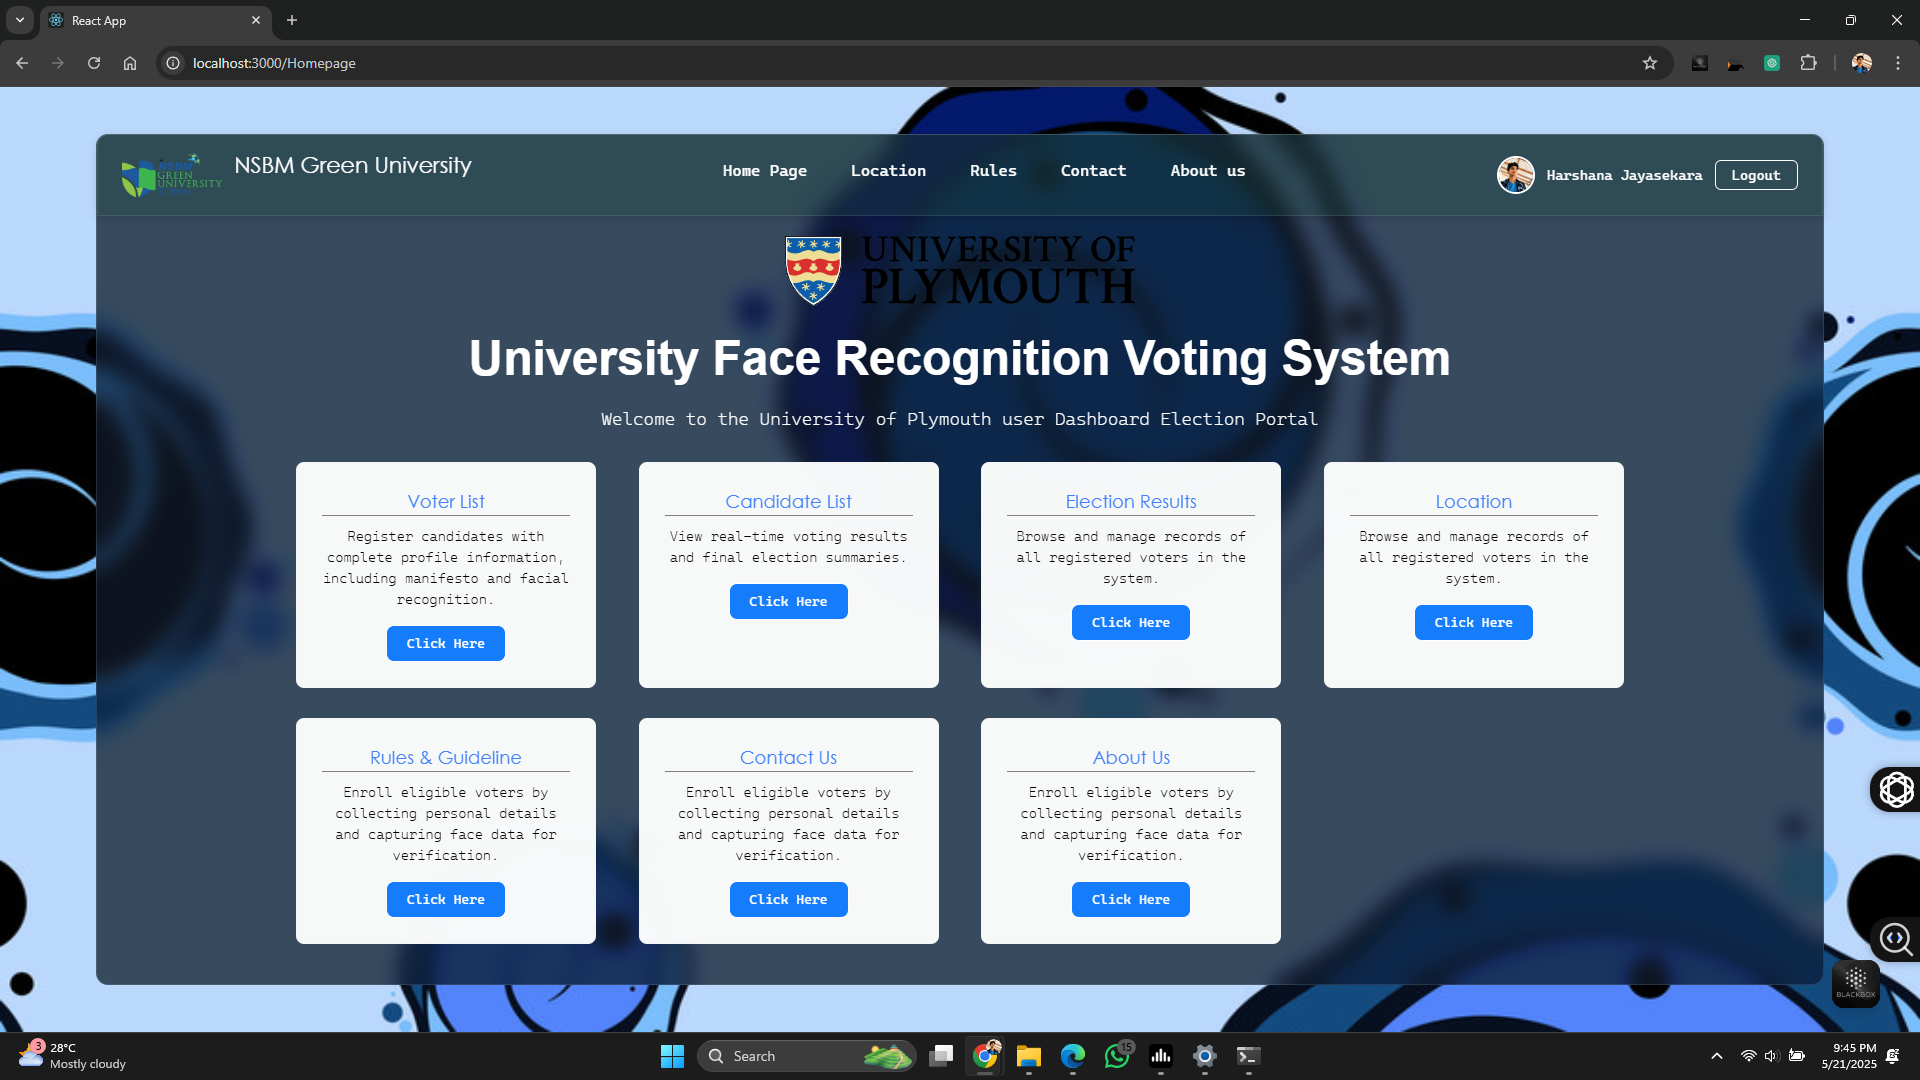 React App
localhost:3000/Homepage
NSBM
GREEN
UNIVERSITY
NSBM Green University
Home Page
Location
Rules
Contact
About us
Harshana Jayasekara
Logout
UNIVERSITY OF
PLYMOUTH
University Face Recognition Voting System
Welcome to the University of Plymouth user Dashboard Election Portal
Voter List
Register candidates with
complete profile information,
including manifesto and facial
recognition.
Click Here
Candidate List
View real-time voting results
and final election summaries.
Click Here
Election Results
Browse and manage records of
all registered voters in the
system.
Click Here
Location
Browse and manage records of
all registered voters in the
system.
Click Here
Rules & Guideline
Enroll eligible voters by
collecting personal details
and capturing face data for
verification.
Click Here
Contact Us
Enroll eligible voters by
collecting personal details
and capturing face data for
verification.
Click Here
About Us
Enroll eligible voters by
collecting personal details
and capturing face data for
verification.
Click Here
BLACKBOX
3
28°C
Mostly cloudy
Search
15
9:45 PM
5/21/2025